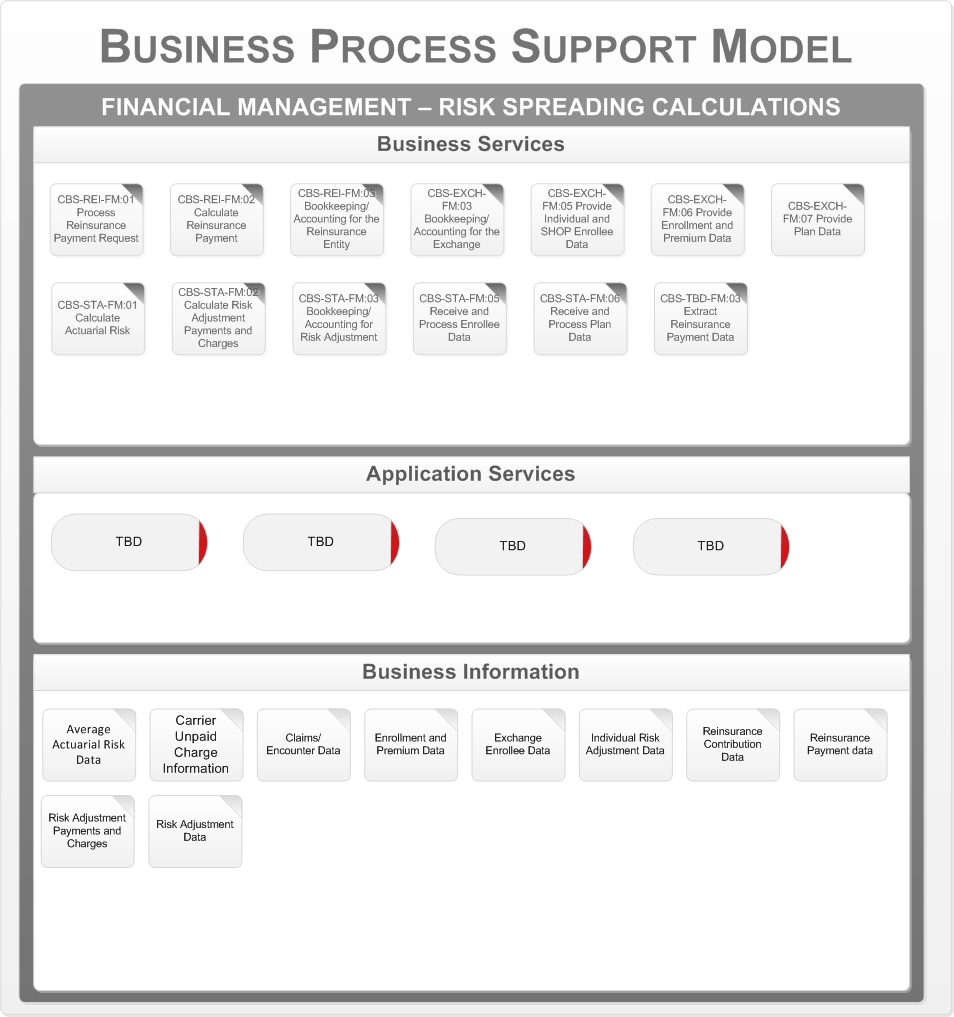 BUSINESS PROCESS SUPPORT MODEL
FINANCIAL MANAGEMENT – RISK SPREADING CALCULATIONS
Business Services
CBS-REI-FM:01
Process
Reinsurance
Payment Request
CBS-REI-FM:02
Calculate
Reinsurance
Payment
CBS-REI-FM:03
Bookkeeping/
Accounting for the
Reinsurance
Entity
CBS-EXCH-
FM:03
Bookkeeping/
Accounting for the
Exchange
CBS-EXCH-
FM:05 Provide
Individual and
SHOP Enrollee
Data
CBS-EXCH-
FM:06 Provide
Enrollment and
Premium Data
CBS-EXCH-
FM:07 Provide
Plan Data
CBS-STA-FM:01
Calculate
Actuarial Risk
CBS-STA-FM:02
Calculate Risk
Adjustment
Payments and
Charges
CBS-STA-FM:03
Bookkeeping/
Accounting for
Risk Adjustment
CBS-STA-FM:05
Receive and
Process Enrollee
Data
CBS-STA-FM:06
Receive and
Process Plan
Data
CBS-TBD-FM:03
Extract
Reinsurance
Payment Data
Application Services
TBD
TBD
TBD
TBD
Business Information
Average
Actuarial Risk
Data
Carrier
Unpaid
Charge
Information
Claims/
Encounter Data
Enrollment and
Premium Data
Exchange
Enrollee Data
Individual Risk
Adjustment Data
Reinsurance
Contribution
Data
Reinsurance
Payment data
Risk Adjustment
Payments and
Charges
Risk Adjustment
Data